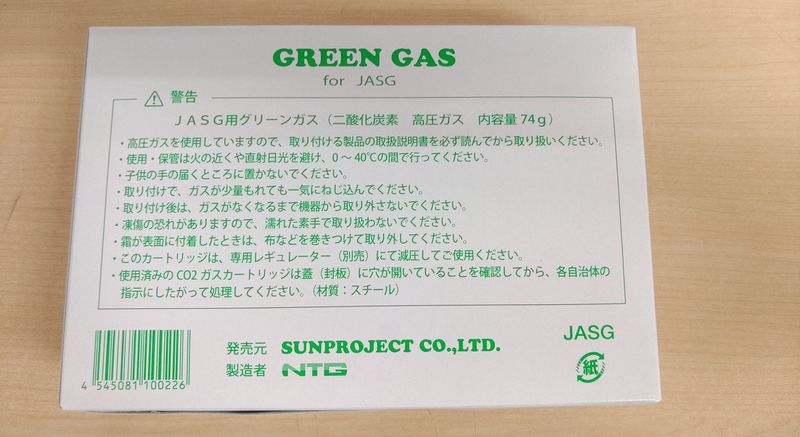 GREEN GAS
for JASG
警告
JASG用グリーンガス（二酸化炭素　高圧ガス　内容量74g）
・高圧ガスを使用していますので、取り付ける製品の取扱説明書を必ず読んでから取り扱いください。
・使用・保管は火の近くや直射日光を避け、0～40℃の間で行ってください。
・子供の手の届くところに置かないでください。
・取り付けで、ガスが少量もれても一気にねじ込んでください。
・取り付け後は、ガスがなくなるまで機器から取り外さないでください。
・凍傷の恐れがありますので、濡れた素手で取り扱わないでください。
・霜が表面に付着したときは、布などを巻きつけて取り外してください。
・このカートリッジは、専用レギュレーター（別売）にて減圧してご使用ください。
・使用済みのCO2ガスカートリッジは蓋（封板）に穴が開いていることを確認してから、各自治体の
指示にしたがって処理してください。（材質：スチール）
JASG
発売元 SUNPROJECT CO.,LTD.
製造者 NTG
紙
4 545081 100226